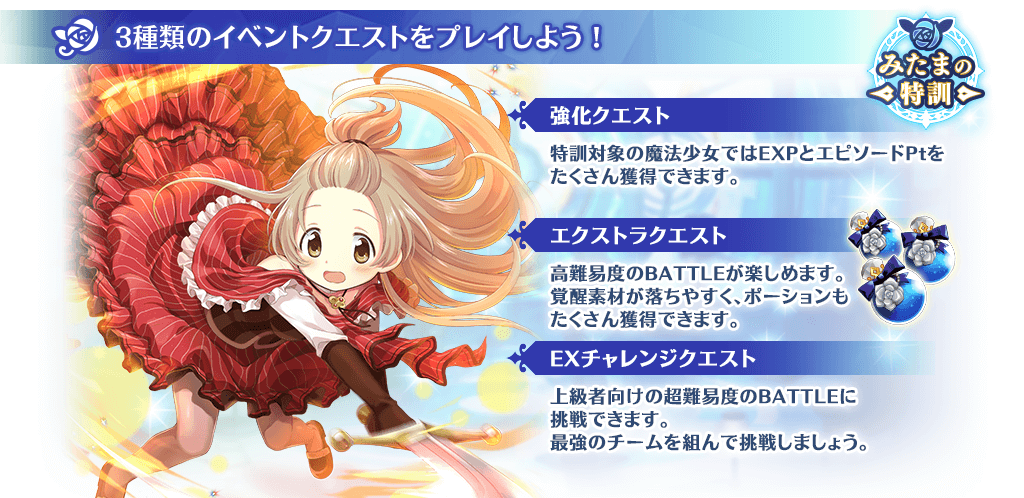 3種類のイベントクエストをプレイしよう！
みたまの
特訓
強化クエスト
特訓対象の魔法少女ではEXPとエピソードPtを
たくさん獲得できます。
エクストラクエスト
高難易度のBATTLEが楽しめます。
覚醒素材が落ちやすく、ポーションも
たくさん獲得できます。
EXチャレンジクエスト
上級者向けの超難易度のBATTLEに
挑戦できます。
最強のチームを組んで挑戦しましょう。